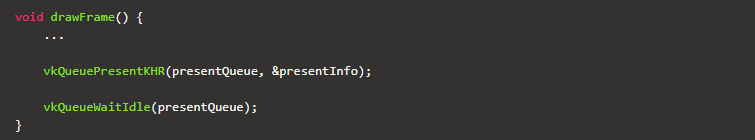 void drawFrame() {
    ...
    vkQueuePresentKHR(presentQueue, &presentInfo);
    vkQueueWaitIdle(presentQueue);
}